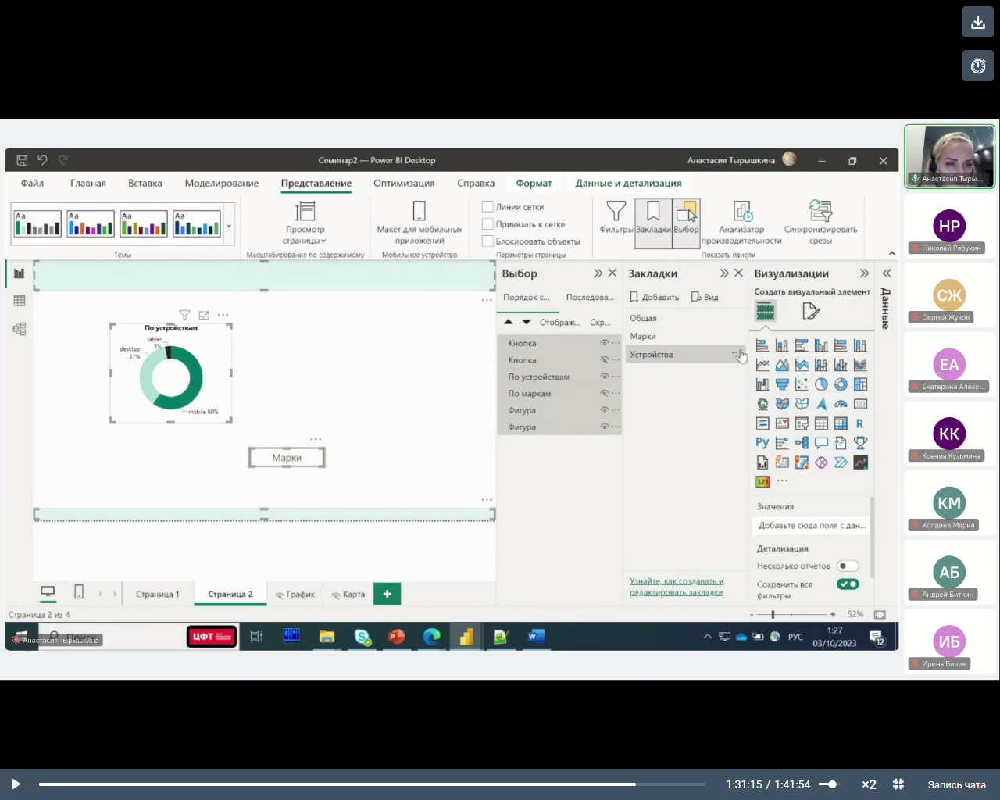 Семинар2 — Power BI Desktop
Анастасия Тырышкина
Файл Главная Вставка Моделирование Представление Оптимизация Справка Формат Данные и детализация
Aa Aa Aa Aa
Темы
Просмотр страницы
Масштабирование по содержимому
Макет для мобильных приложений
Мобильное устройство
Линии сетки
Привязать к сетке
Блокировать объекты
Параметры страницы
Фильтры Закладки Выбор
Анализатор производительности
Синхронизировать срезы
Показать панели
По устройствам
tablet
3%
desktop
37%
mobile 60%
Марки
Выбор
Порядок с... Последова...
Отображ... Скр...
Кнопка
Кнопка
По устройствам
По маркам
Фигура
Фигура
Закладки
Добавить Вид
Общая
Марки
Устройства
Узнайте, как создавать и
редактировать закладки
Визуализации
Создать визуальный элемент
R
Py
123
Значения
Добавьте сюда поля с дан...
Детализация
Несколько отчетов
Сохранить все
фильтры
Данные
Страница 1 Страница 2 График Карта
Страница 2 из 4
52%
Анастасия Тырышкина
ЦФТ
РУС
1:27
03/10/2023
12
Анастасия Тыры...
НР
Николай Рябухин
СЖ
Сергей Жуков
ЕА
Екатерина Алекс...
КК
Ксения Кузьмина
КМ
Колдина Мария
АБ
Андрей Биткин
ИБ
Ирина Бичик
1:31:15 / 1:41:54
×2
Запись чата